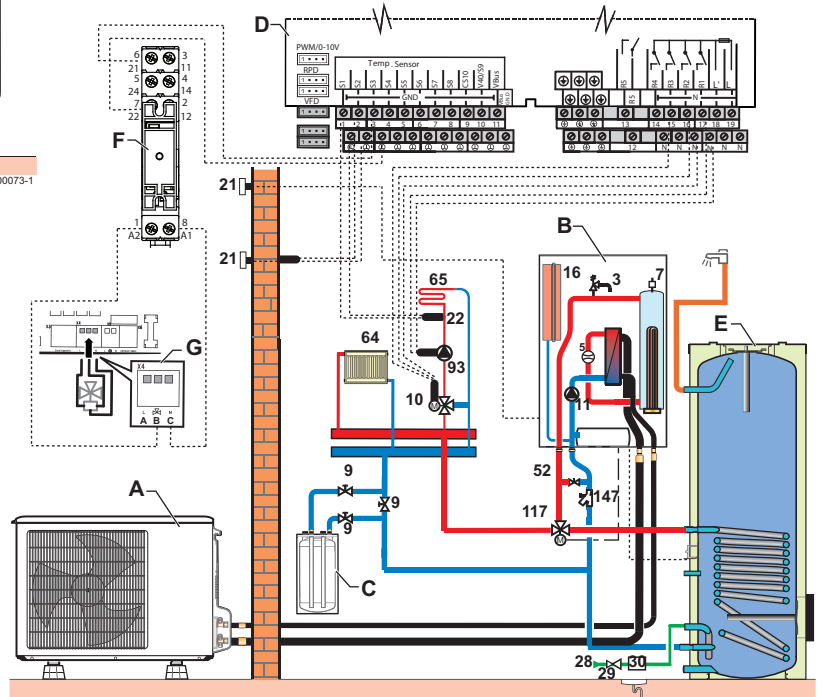 D
PWM/0-10V
RPD
VFD
Temp. Sensor
S1 S2 S3 S4 S5 S6 S7 S8 CS10 V40/S9 VBus
GND
1 2 3 4 5 6 7 8 9 10 11
R5 R4 R3 R2 R1
R5
N
13 14 15 16 17 18 19
12 N N N N N N
6 3
21 11
5 4
24 14
7 2
22 12
F
1 8
A2 A1
00073-1
21
21
G
X4
L N
A B C
65
22
64
93
10
M
B
16
3
7
5
11
E
52
147
117
M
9
9
9
C
A
28
29
30